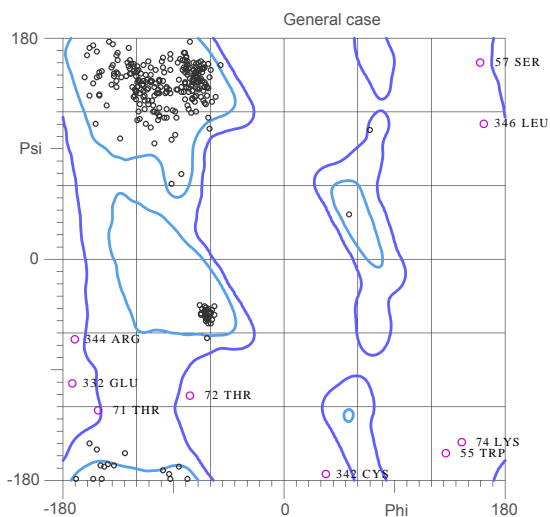 General case
180
57 SER
346 LEU
Psi
0
344 ARG
332 GLU
72 THR
71 THR
74 LYS
55 TRP
342 CYS
-180
-180
0
Phi
180